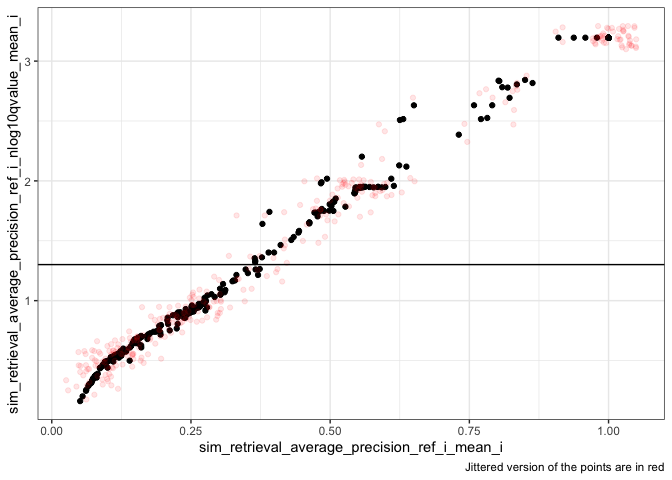 sim_retrieval_average_precision_ref_i_nlog10qvalue_mean_i
3
2
1
0.00
0.25
0.50
0.75
1.00
sim_retrieval_average_precision_ref_i_mean_i
Jittered version of the points are in red